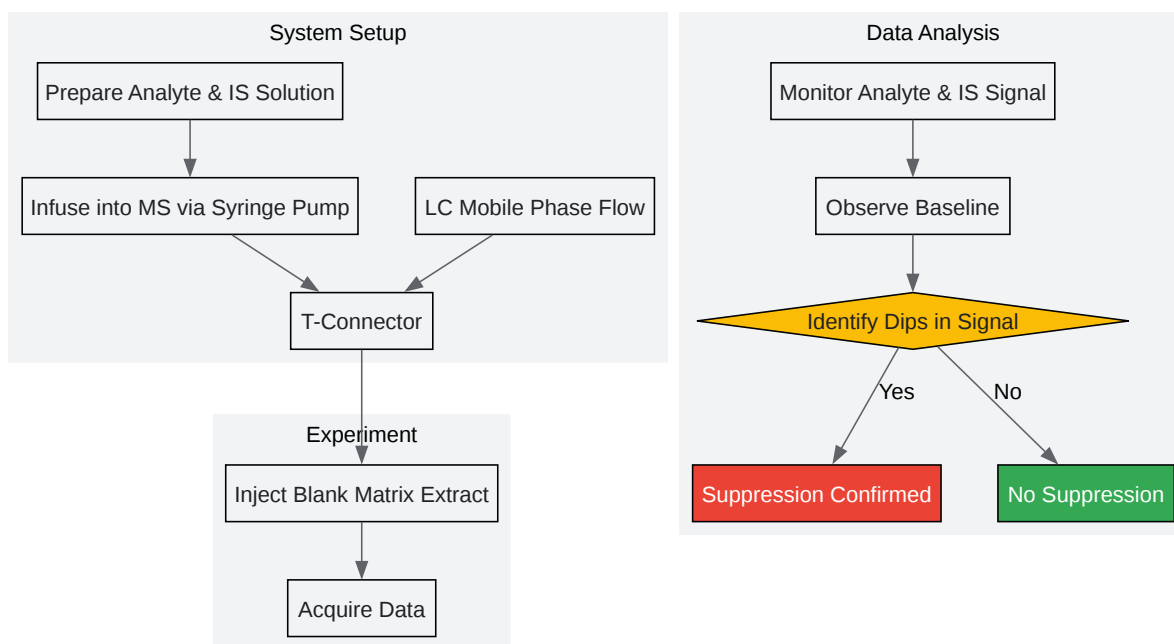 System Setup
Prepare Analyte & IS Solution
Infuse into MS via Syringe Pump
LC Mobile Phase Flow
T-Connector
Experiment
Inject Blank Matrix Extract
Acquire Data
Data Analysis
Monitor Analyte & IS Signal
Observe Baseline
Identify Dips in Signal
Yes
No
Suppression Confirmed
No Suppression